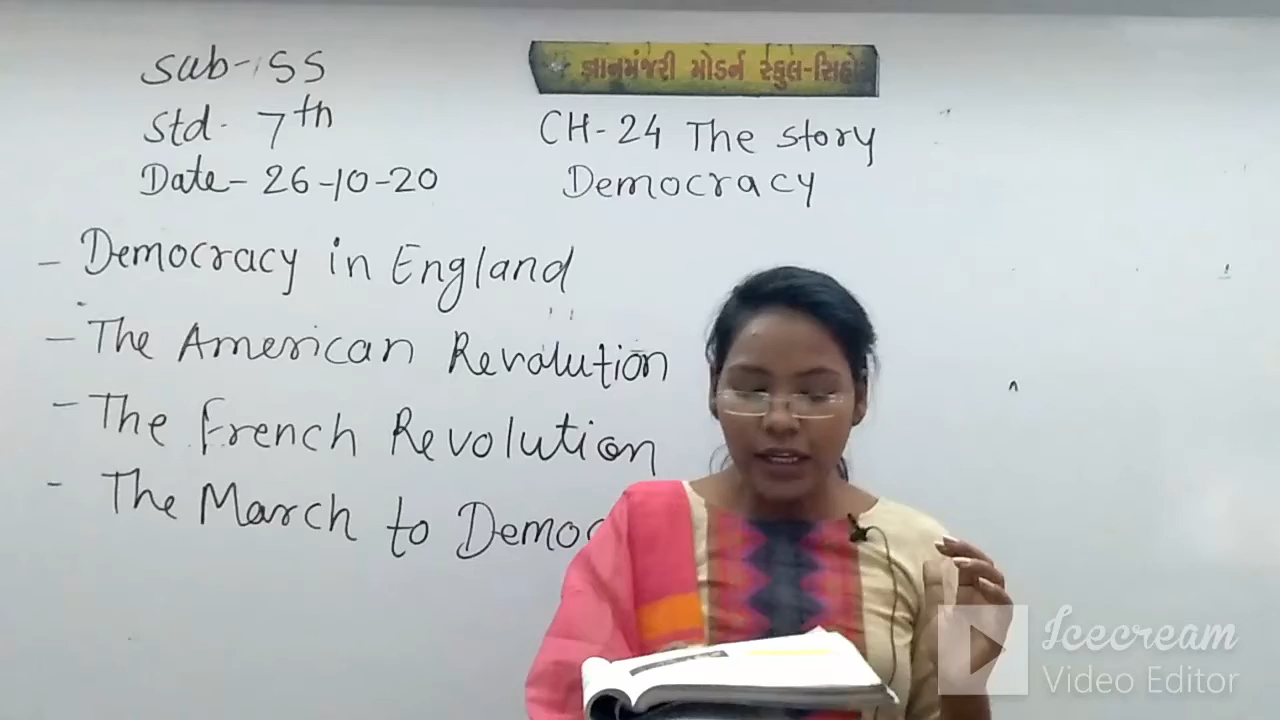 Sub-SS
Std- 7th
Date- 26-10-20
જ્ઞાનમંજરી મોડર્ન સ્કુલ-સિહો
CH-24 The story
Democracy
- Democracy in England
- The American Revolution
- The French Revolution
- The March to Democ
Icecream
Video Editor